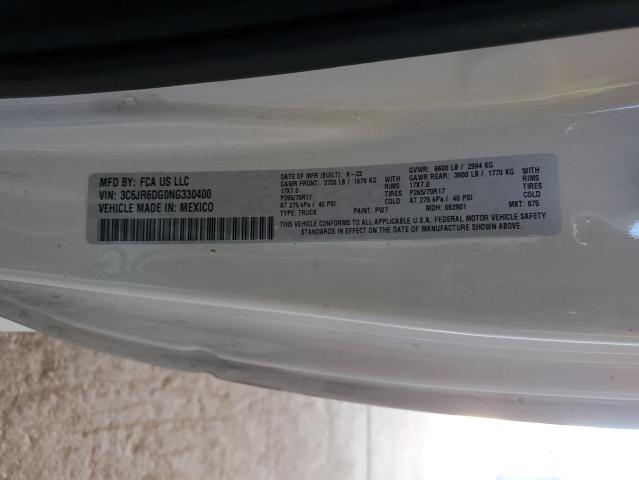 MFD BY: FCA US LLC
VIN: 3C6JR6DG0NG330400
VEHICLE MADE IN: MEXICO
DATE OF MFR (BUILT): 8-22 GVWR: 6600 LB / 2994 KG
GAWR FRONT: 3700 LB / 1679 KG WITH GAWR REAR: 3900 LB / 1770 KG WITH
17X7.0 RIMS 17X7.0 RIMS
P265/70R17 TIRES P265/70R17 TIRES
AT 275 kPa / 40 PSI COLD AT 275 kPa / 40 PSI COLD
TYPE: TRUCK PAINT: PW7 MDH: 082901 MKT: 875
THIS VEHICLE CONFORMS TO ALL APPLICABLE U.S.A. FEDERAL MOTOR VEHICLE SAFETY
STANDARDS IN EFFECT ON THE DATE OF MANUFACTURE SHOWN ABOVE.